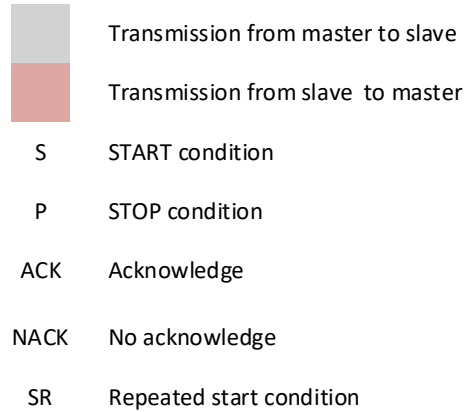 Transmission from master to slave
Transmission from slave to master
S START condition
P STOP condition
ACK Acknowledge
NACK No acknowledge
SR Repeated start condition